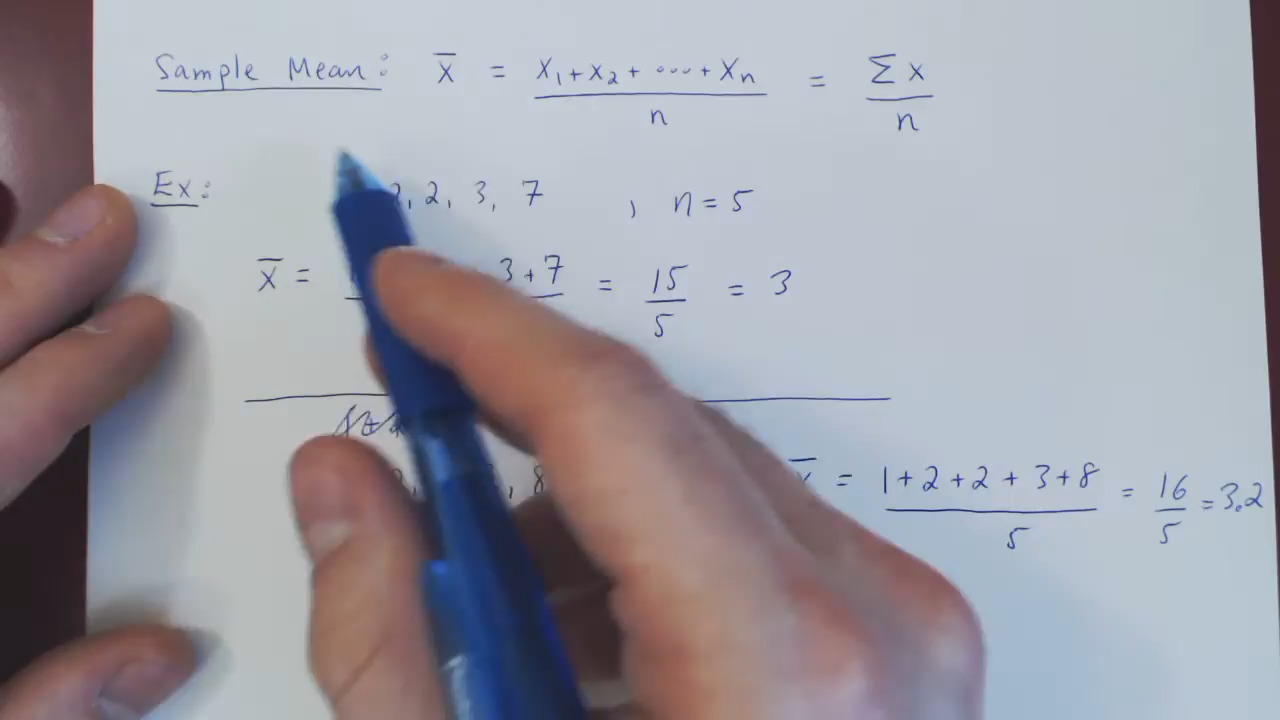 Sample Mean: x̄ = (x₁ + x₂ + ... + xₙ) / n = Σx / n
Ex: 2, 2, 3, 7 , n = 5
x̄ = 3 + 7 = 15/5 = 3
, 8 = (1+2+2+3+8) / 5 = 16/5 = 3.2